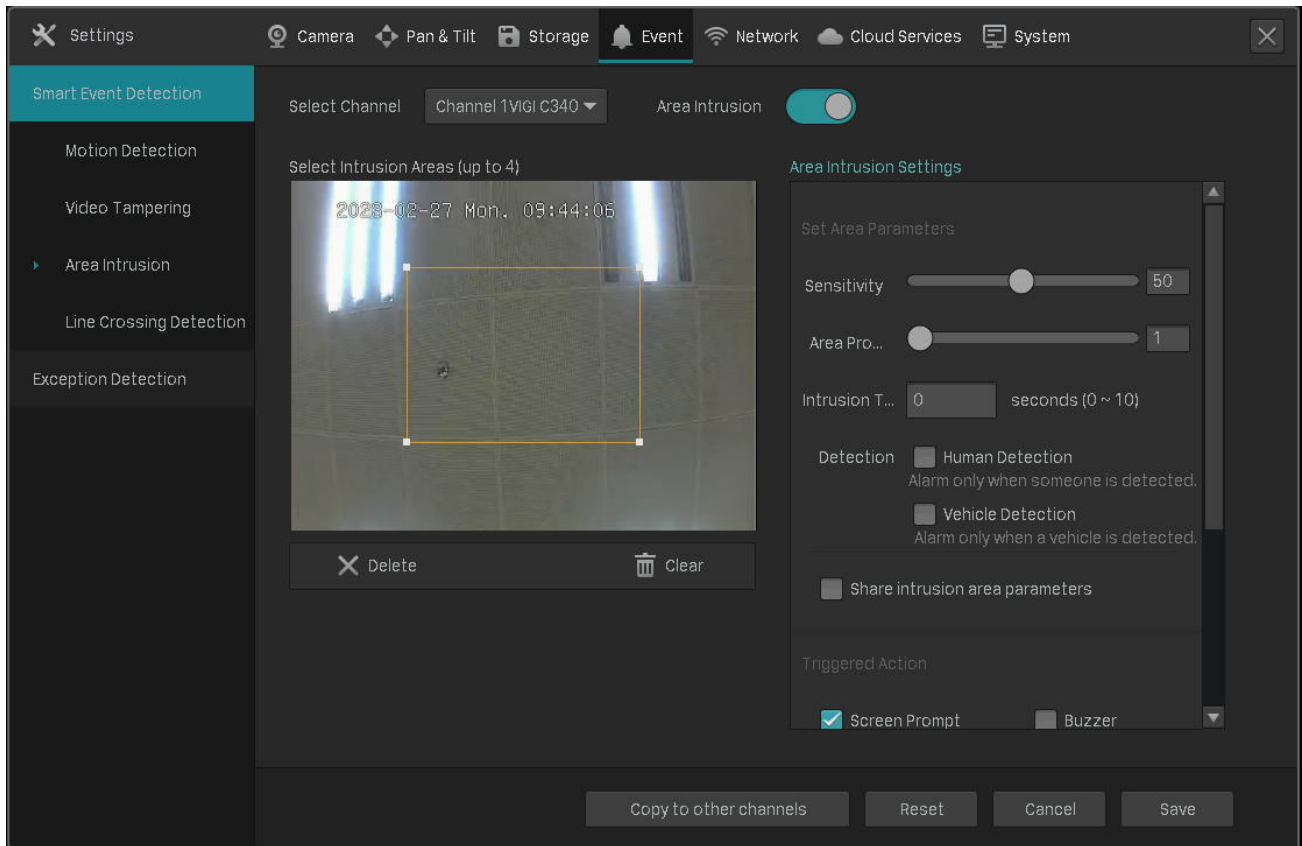 Settings
Camera
Pan & Tilt
Storage
Event
Network
Cloud Services
System
Smart Event Detection
Motion Detection
Video Tampering
Area Intrusion
Line Crossing Detection
Exception Detection
Select Channel
Channel 1VIGI C340
Area Intrusion
Select Intrusion Areas (up to 4)
2023-02-27 Mon. 09:44:06
Delete
Clear
Area Intrusion Settings
Set Area Parameters
Sensitivity
50
Area Pro...
1
Intrusion T...
0
seconds (0 ~ 10)
Detection
Human Detection
Alarm only when someone is detected.
Vehicle Detection
Alarm only when a vehicle is detected.
Share intrusion area parameters
Triggered Action
Screen Prompt
Buzzer
Copy to other channels
Reset
Cancel
Save